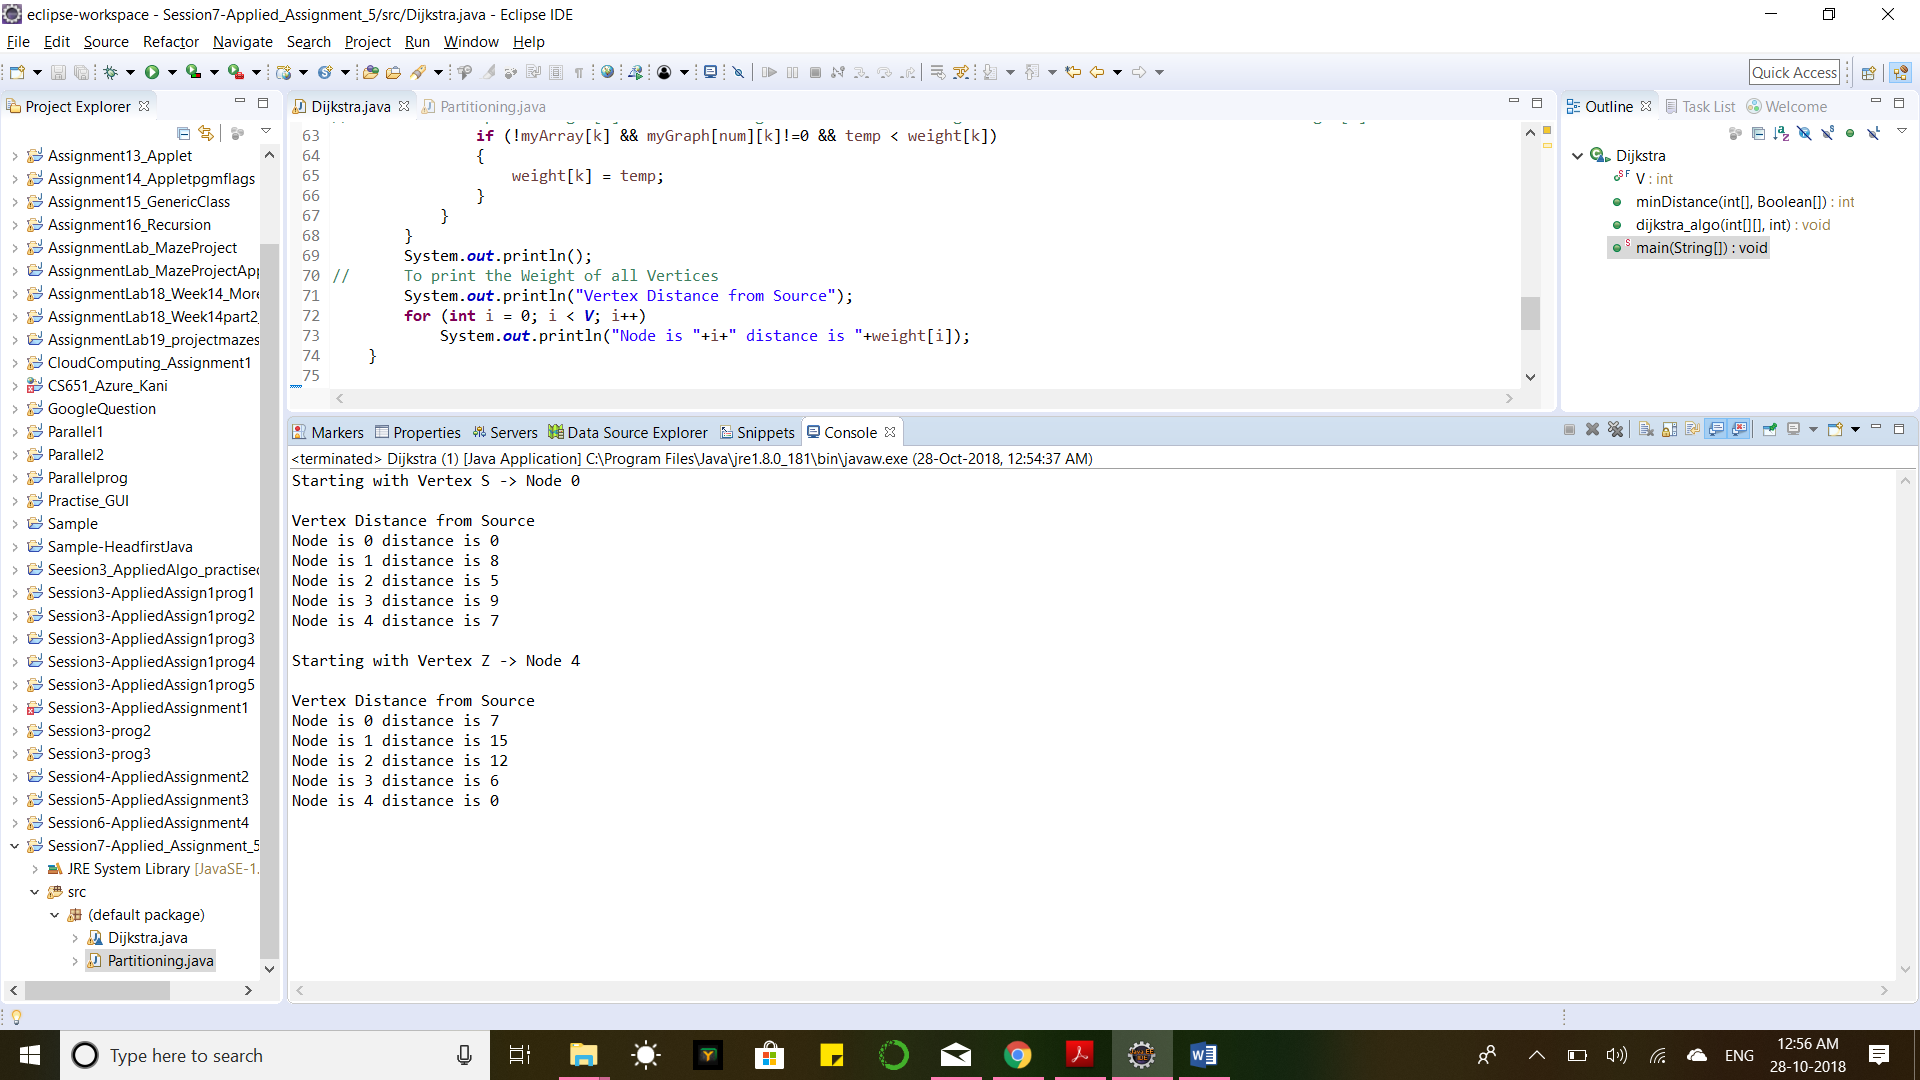 eclipse-workspace - Session7-Applied_Assignment_5/src/Dijkstra.java - Eclipse IDE
File Edit Source Refactor Navigate Search Project Run Window Help
Quick Access
Project Explorer
Assignment13_Applet
Assignment14_Appletpgmflags
Assignment15_GenericClass
Assignment16_Recursion
AssignmentLab_MazeProject
AssignmentLab_MazeProjectApp
AssignmentLab18_Week14_More
AssignmentLab18_Week14part2_
AssignmentLab19_projectmazes
CloudComputing_Assignment1
CS651_Azure_Kani
GoogleQuestion
Parallel1
Parallel2
Parallelprog
Practise_GUI
Sample
Sample-HeadfirstJava
Seesion3_AppliedAlgo_practised
Session3-AppliedAssign1prog1
Session3-AppliedAssign1prog2
Session3-AppliedAssign1prog3
Session3-AppliedAssign1prog4
Session3-AppliedAssign1prog5
Session3-AppliedAssignment1
Session3-prog2
Session3-prog3
Session4-AppliedAssignment2
Session5-AppliedAssignment3
Session6-AppliedAssignment4
Session7-Applied_Assignment_5
JRE System Library [JavaSE-1.
src
(default package)
Dijkstra.java
Partitioning.java
Dijkstra.java Partitioning.java
63 if (!myArray[k] && myGraph[num][k]!=0 && temp < weight[k])
64 {
65 weight[k] = temp;
66 }
67 }
68 }
69 System.out.println();
70 // To print the Weight of all Vertices
71 System.out.println("Vertex Distance from Source");
72 for (int i = 0; i < V; i++)
73 System.out.println("Node is "+i+" distance is "+weight[i]);
74 }
75
Outline Task List Welcome
Dijkstra
S F V : int
minDistance(int[], Boolean[]) : int
dijkstra_algo(int[][], int) : void
S main(String[]) : void
Markers Properties Servers Data Source Explorer Snippets Console
<terminated> Dijkstra (1) [Java Application] C:\Program Files\Java\jre1.8.0_181\bin\javaw.exe (28-Oct-2018, 12:54:37 AM)
Starting with Vertex S -> Node 0
Vertex Distance from Source
Node is 0 distance is 0
Node is 1 distance is 8
Node is 2 distance is 5
Node is 3 distance is 9
Node is 4 distance is 7
Starting with Vertex Z -> Node 4
Vertex Distance from Source
Node is 0 distance is 7
Node is 1 distance is 15
Node is 2 distance is 12
Node is 3 distance is 6
Node is 4 distance is 0
Type here to search
ENG
12:56 AM
28-10-2018